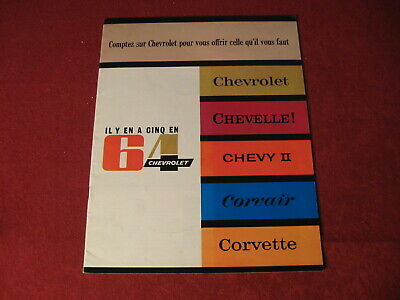 Comptez sur Chevrolet pour vous offrir celle qu'il vous faut
IL Y EN A CINQ EN
64
CHEVROLET
Chevrolet
CHEVELLE!
CHEVY II
Corvair
Corvette